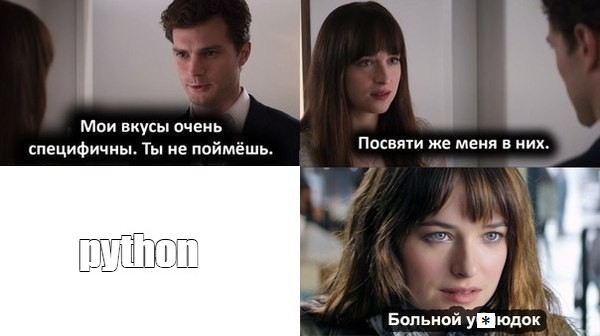 Мои вкусы очень
специфичны. Ты не поймёшь.
Посвяти же меня в них.
python
Больной у*юдок